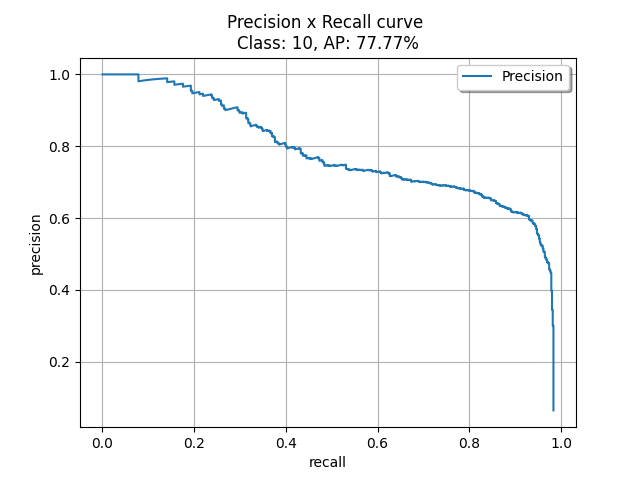 Precision x Recall curve
Class: 10, AP: 77.77%
Precision
1.0
0.8
0.6
0.4
0.2
precision
0.0 0.2 0.4 0.6 0.8 1.0
recall